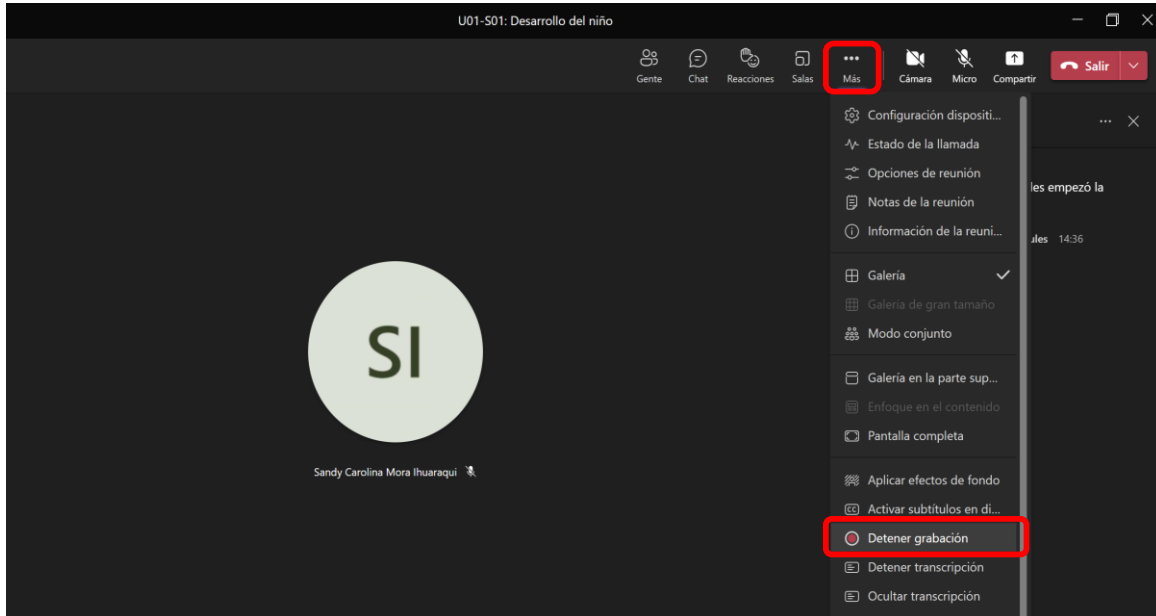 U01-S01: Desarrollo del niño
Gente
Chat
Reacciones
Salas
Más
Cámara
Micro
Compartir
Salir
Configuración dispositi...
Estado de la llamada
Opciones de reunión
Notas de la reunión
les empezó la
Información de la reuni...
ules 14:36
Galería
Galería de gran tamaño
Modo conjunto
SI
Galería en la parte sup...
Enfoque en el contenido
Pantalla completa
Sandy Carolina Mora Ihuaraqui
Aplicar efectos de fondo
CC Activar subtítulos en di...
Detener grabación
Detener transcripción
Ocultar transcripción